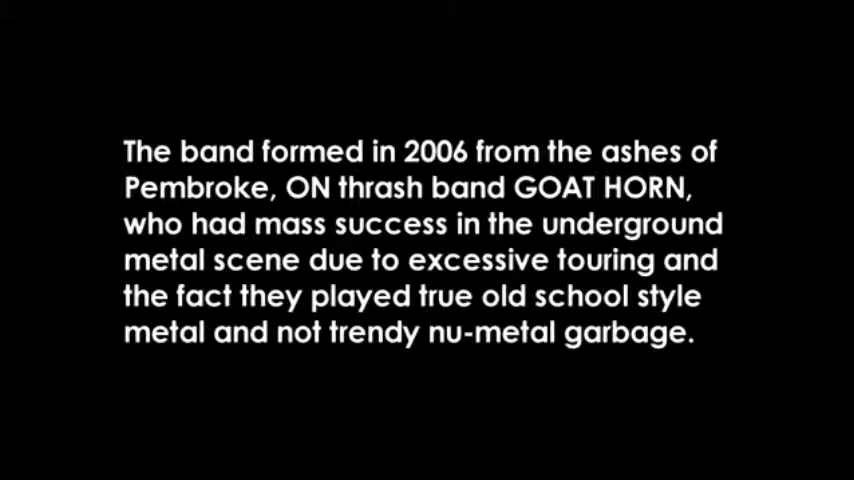 The band formed in 2006 from the ashes of
Pembroke, ON thrash band GOAT HORN,
who had mass success in the underground
metal scene due to excessive touring and
the fact they played true old school style
metal and not trendy nu-metal garbage.